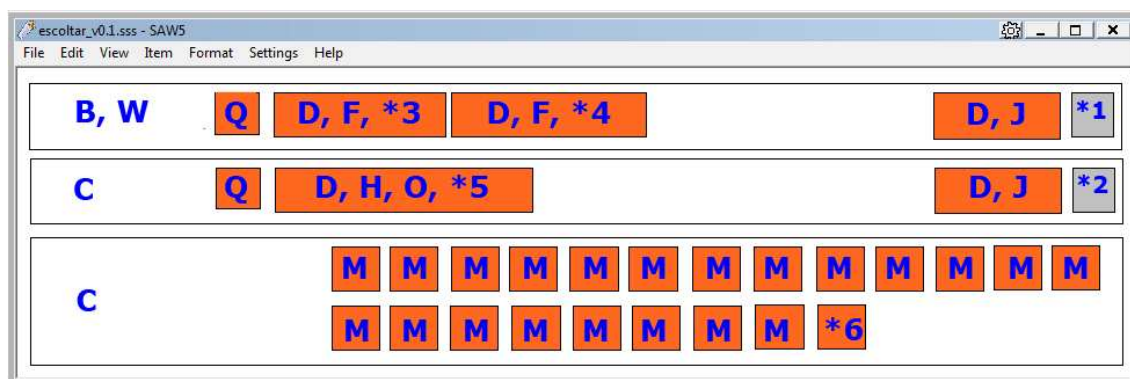 escoltar_v0.1.sss - SAW5
File Edit View Item Format Settings Help
B, W Q D, F, *3 D, F, *4 D, J *1
C Q D, H, O, *5 D, J *2
M M M M M M M M M M M M M
C
M M M M M M M M *6